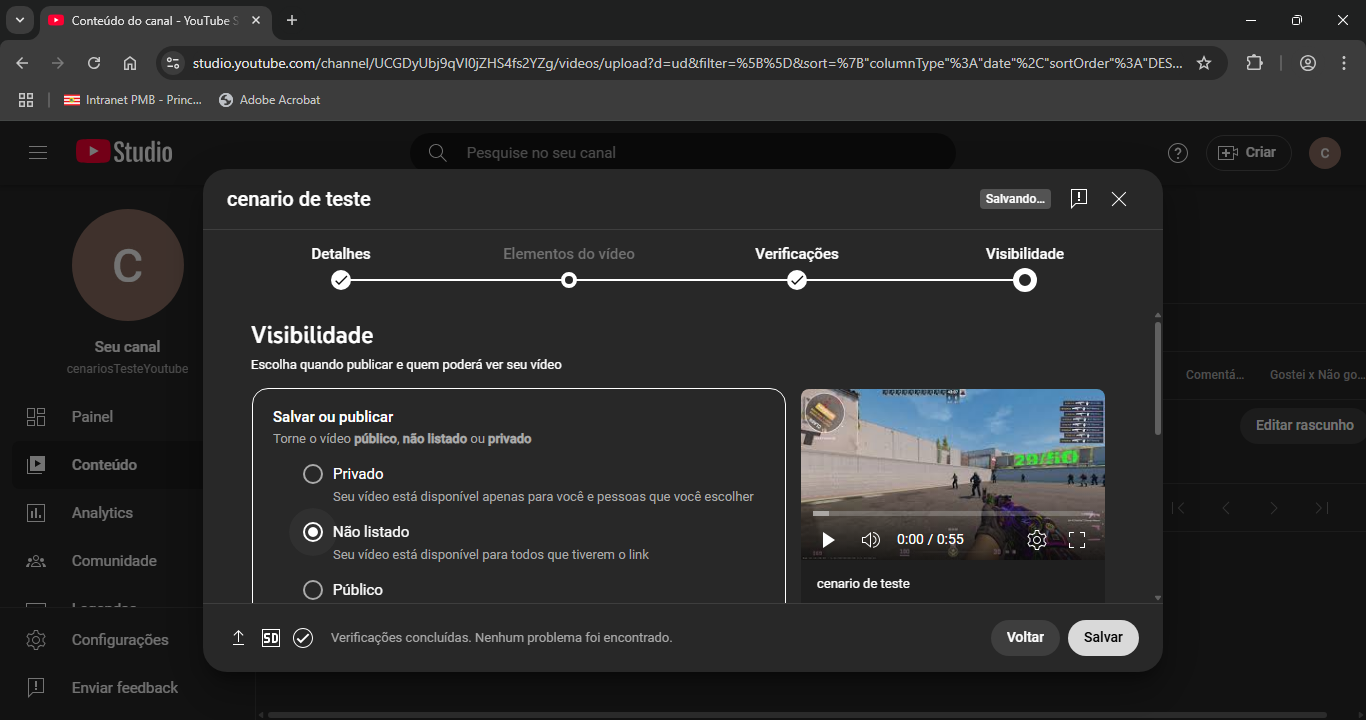 Conteúdo do canal - YouTube S
studio.youtube.com/channel/UCGDyUbj9qVI0jZHS4fs2YZg/videos/upload?d=ud&filter=%5B%5D&sort=%7B"columnType"%3A"date"%2C"sortOrder"%3A"DES...
Intranet PMB - Princ...
Adobe Acrobat
Studio
Pesquise no seu canal
Criar
C
cenario de teste
Salvando...
Detalhes
Elementos do vídeo
Verificações
Visibilidade
C
Seu canal
cenariosTesteYoutube
Painel
Conteúdo
Analytics
Comunidade
Legendas
Configurações
Enviar feedback
Visibilidade
Escolha quando publicar e quem poderá ver seu vídeo
Salvar ou publicar
Torne o vídeo público, não listado ou privado
Privado
Seu vídeo está disponível apenas para você e pessoas que você escolher
Não listado
Seu vídeo está disponível para todos que tiverem o link
Público
29/50
0:00 / 0:55
cenario de teste
Comentá...
Gostei x Não go...
Editar rascunho
SD
Verificações concluídas. Nenhum problema foi encontrado.
Voltar
Salvar